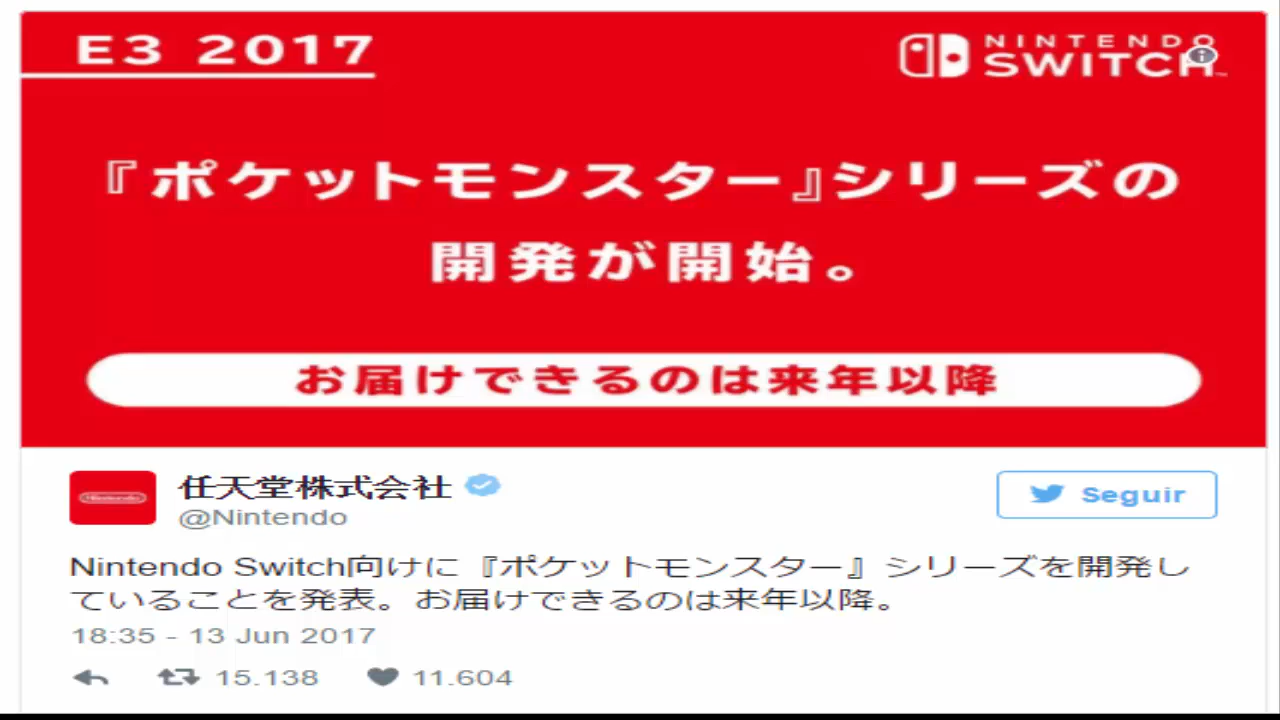 E3 2017
NINTENDO
SWITCH
『ポケットモンスター』シリーズの
開発が開始。
お届けできるのは来年以降
Nintendo
任天堂株式会社
@Nintendo
Seguir
Nintendo Switch向けに『ポケットモンスター』シリーズを開発し
ていることを発表。お届けできるのは来年以降。
18:35 - 13 Jun 2017
15.138
11.604